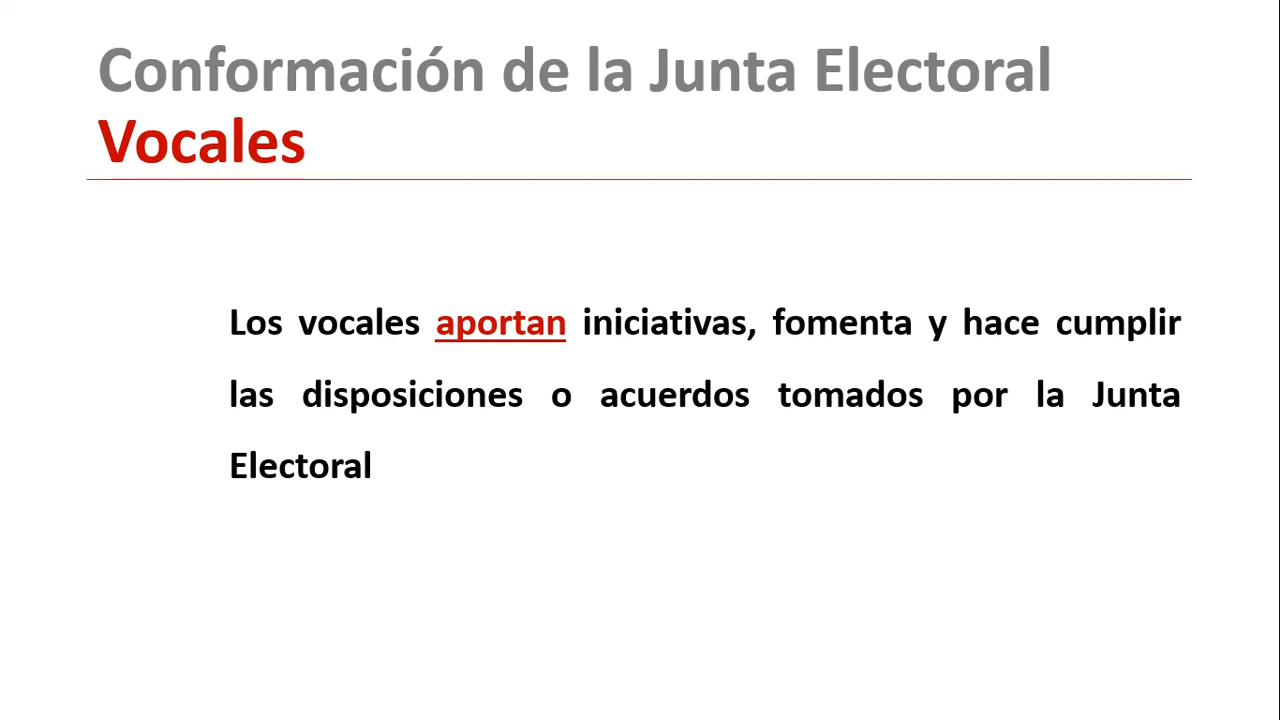 Conformación de la Junta Electoral
Vocales
Los vocales aportan iniciativas, fomenta y hace cumplir
las disposiciones o acuerdos tomados por la Junta
Electoral